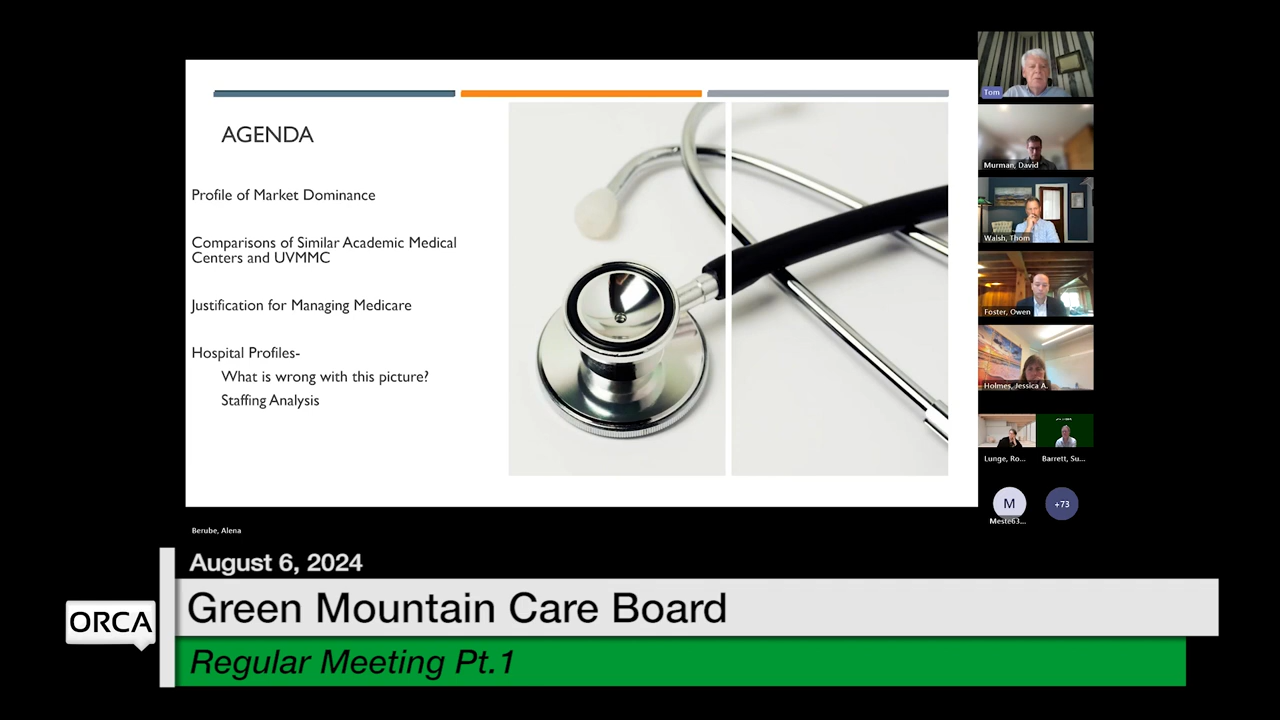 AGENDA
Profile of Market Dominance
Comparisons of Similar Academic Medical
Centers and UVMMC
Justification for Managing Medicare
Hospital Profiles-
What is wrong with this picture?
Staffing Analysis
Tom
Murman, David
Walsh, Thom
Foster, Owen
Holmes, Jessica A.
Lunge, Ro...
Barrett, Su...
M
Meste63...
+73
Berube, Alena
August 6, 2024
ORCA
Green Mountain Care Board
Regular Meeting Pt.1